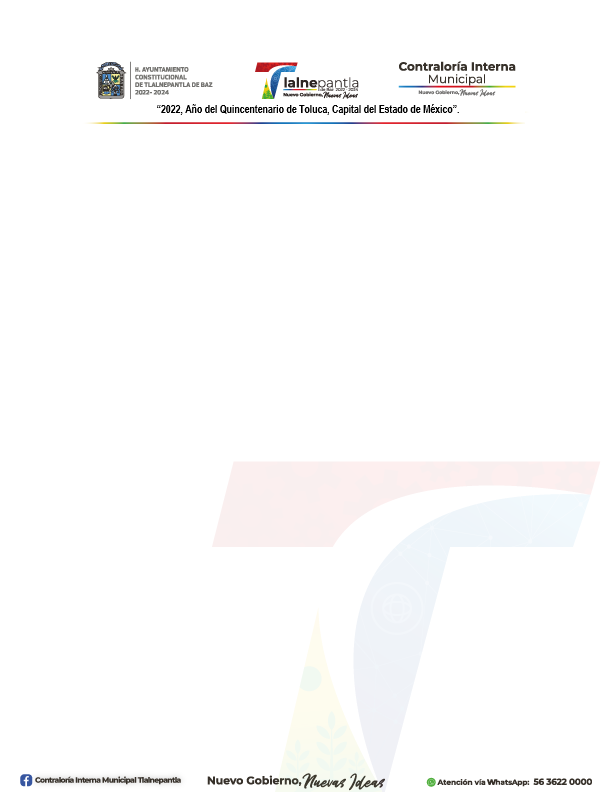 H. AYUNTAMIENTO
CONSTITUCIONAL
DE TLALNEPANTLA DE BAZ
2022- 2024
Tlalnepantla
de Baz 2022 - 2024
Nuevo Gobierno, Nuevas Ideas
Contraloría Interna
Municipal
Nuevo Gobierno, Nuevas Ideas
“2022, Año del Quincentenario de Toluca, Capital del Estado de México”.
Contraloría Interna Municipal Tlalnepantla
Nuevo Gobierno, Nuevas Ideas
Atención vía WhatsApp: 56 3622 0000